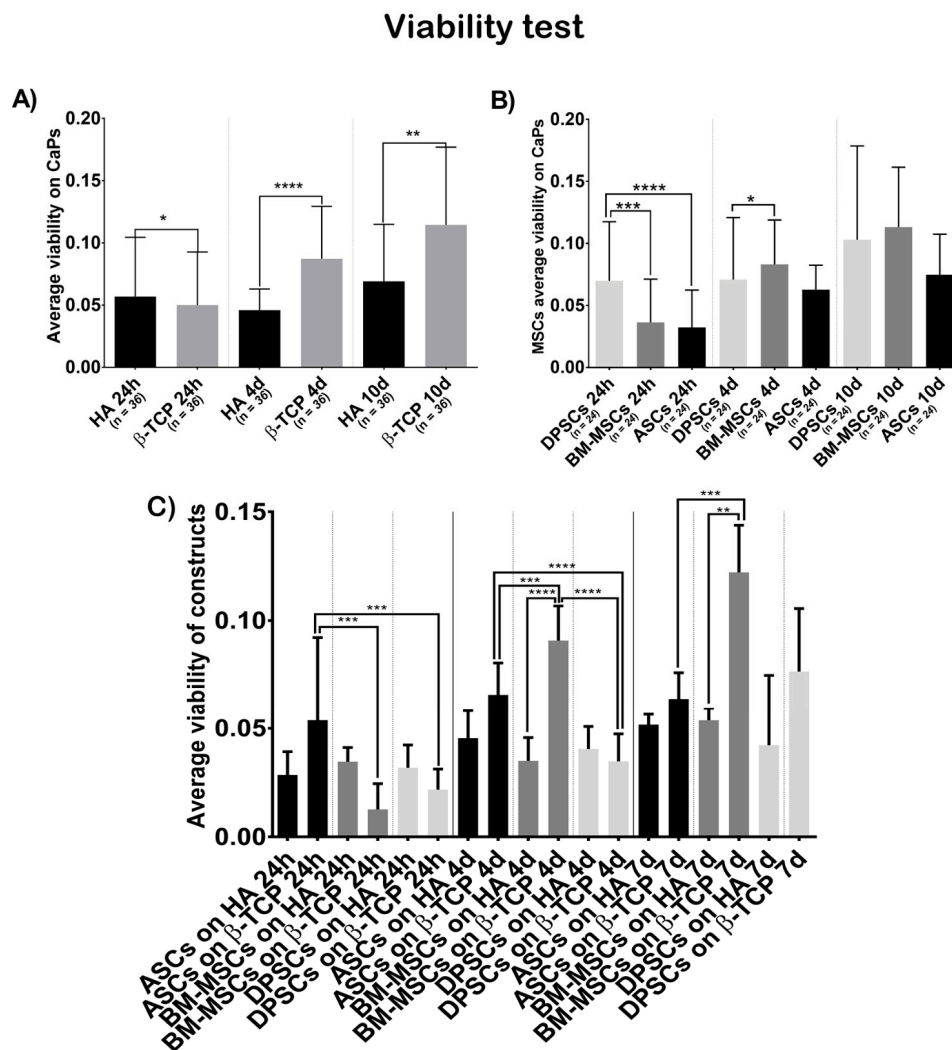 Viability test
A)
Average viability on CaPs
0.20
0.15
0.10
0.05
0.00
*
****
**
HA 24h
(n = 36)
β-TCP 24h
(n = 36)
HA 4d
(n = 36)
β-TCP 4d
(n = 36)
HA 10d
(n = 36)
β-TCP 10d
(n = 36)
B)
MSCs average viability on CaPs
0.20
0.15
0.10
0.05
0.00
****
***
*
DPSCs 24h
(n = 24)
BM-MSCs 24h
(n = 24)
ASCs 24h
(n = 24)
DPSCs 4d
(n = 24)
BM-MSCs 4d
(n = 24)
ASCs 4d
(n = 24)
DPSCs 10d
(n = 24)
BM-MSCs 10d
(n = 24)
ASCs 10d
(n = 24)
C)
Average viability of constructs
0.15
0.10
0.05
0.00
***
***
****
***
****
****
***
**
ASCs on HA 24h
ASCs on β-TCP 24h
BM-MSCs on HA 24h
BM-MSCs on β-TCP 24h
DPSCs on HA 24h
DPSCs on β-TCP 24h
ASCs on HA 4d
ASCs on β-TCP 4d
BM-MSCs on HA 4d
BM-MSCs on β-TCP 4d
DPSCs on HA 4d
DPSCs on β-TCP 4d
ASCs on HA 7d
ASCs on β-TCP 7d
BM-MSCs on HA 7d
BM-MSCs on β-TCP 7d
DPSCs on HA 7d
DPSCs on β-TCP 7d